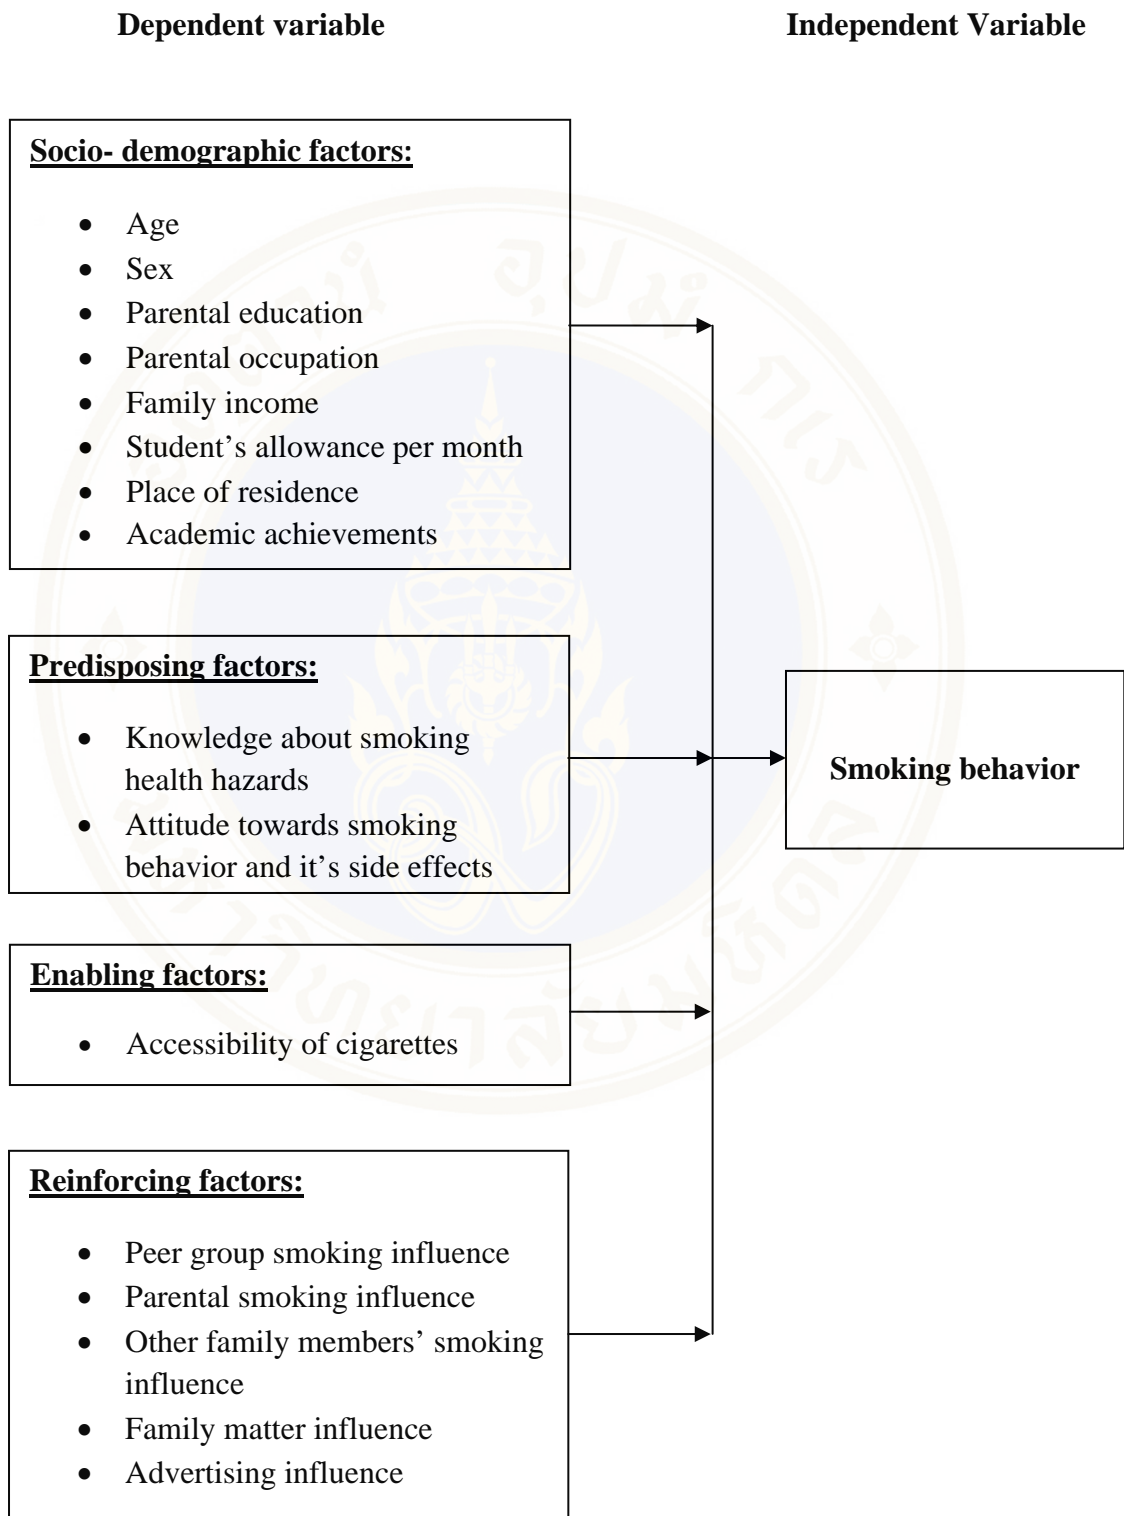 Dependent variable
Independent Variable
Socio- demographic factors:
• Age
• Sex
• Parental education
• Parental occupation
• Family income
• Student’s allowance per month
• Place of residence
• Academic achievements
Predisposing factors:
• Knowledge about smoking
health hazards
• Attitude towards smoking
behavior and it’s side effects
Smoking behavior
Enabling factors:
• Accessibility of cigarettes
Reinforcing factors:
• Peer group smoking influence
• Parental smoking influence
• Other family members’ smoking
influence
• Family matter influence
• Advertising influence